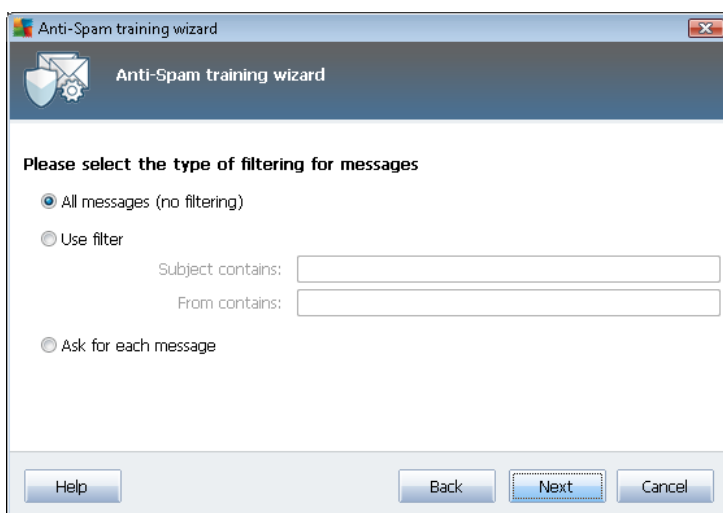 Anti-Spam training wizard
Anti-Spam training wizard
Please select the type of filtering for messages
All messages (no filtering)
Use filter
Subject contains:
From contains:
Ask for each message
Help Back Next Cancel